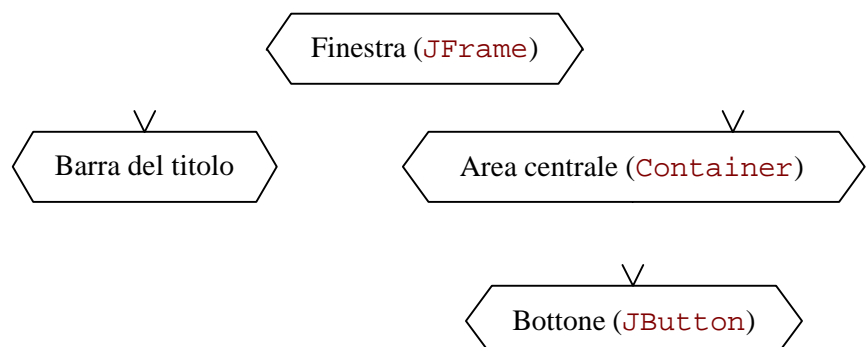 Finestra (JFrame)
Barra del titolo
Area centrale (Container)
Bottone (JButton)